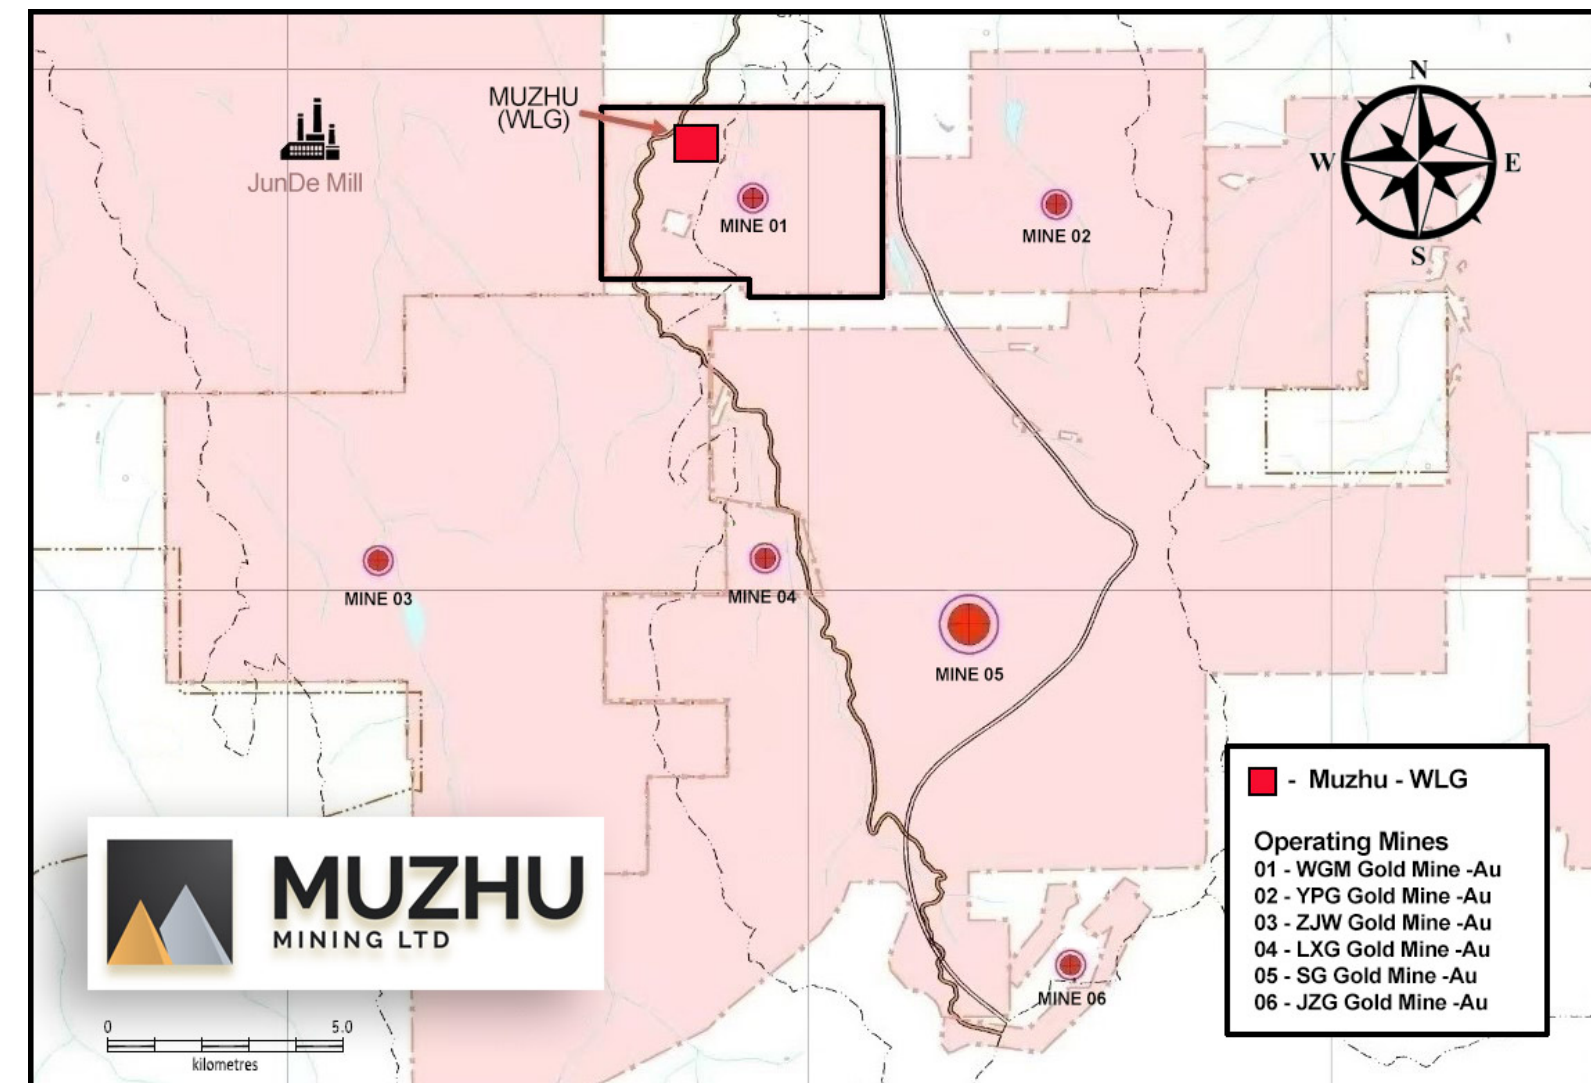 MUZHU
(WLG)
JunDe Mill
MINE 01
MINE 02
N
W
E
S
MINE 03
MINE 04
MINE 05
MINE 06
- Muzhu - WLG
Operating Mines
01 - WGM Gold Mine -Au
02 - YPG Gold Mine -Au
03 - ZJW Gold Mine -Au
04 - LXG Gold Mine -Au
05 - SG Gold Mine -Au
06 - JZG Gold Mine -Au
MUZHU
MINING LTD
0 5.0
kilometres